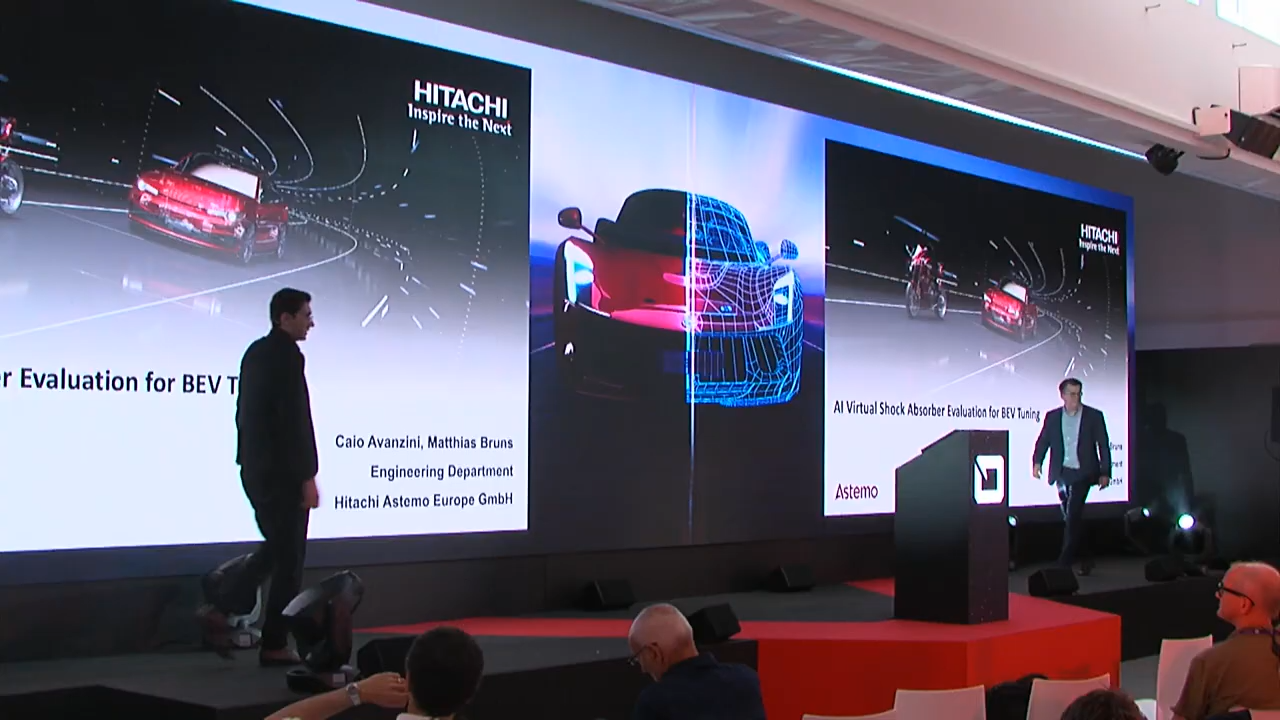 HITACHI
Inspire the Next
r Evaluation for BEV T
Caio Avanzini, Matthias Bruns
Engineering Department
Hitachi Astemo Europe GmbH
HITACHI
Inspire the Next
AI Virtual Shock Absorber Evaluation for BEV Tuning
Astemo